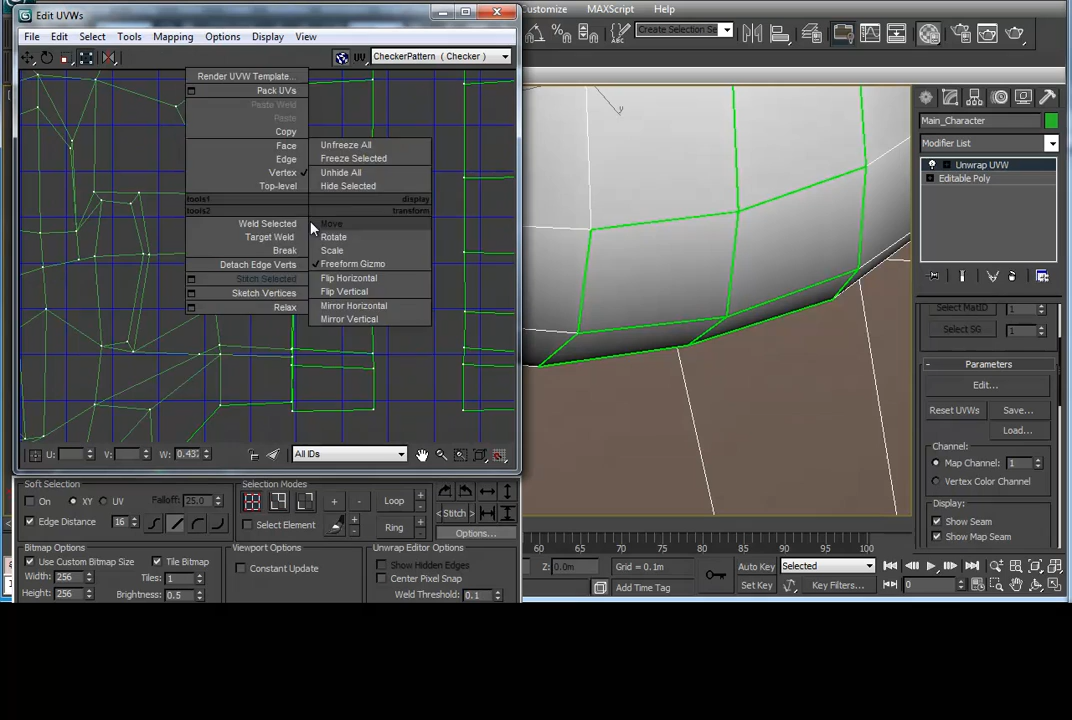 Edit UVWs
File Edit Select Tools Mapping Options Display View
UV CheckerPattern ( Checker )
Customize MAXScript Help
Create Selection Se
Render UVW Template...
Pack UVs
Paste Weld
Paste
Copy
Face
Edge
Vertex
Top-level
tools1
tools2
Weld Selected
Target Weld
Break
Detach Edge Verts
Stitch Selected
Sketch Vertices
Relax
Unfreeze All
Freeze Selected
Unhide All
Hide Selected
display
transform
Move
Rotate
Scale
Freeform Gizmo
Flip Horizontal
Flip Vertical
Mirror Horizontal
Mirror Vertical
y
Main_Character
Modifier List
Unwrap UVW
Editable Poly
Select MatID 1
Select SG 1
- Parameters
Edit...
Reset UVWs Save...
Load...
Channel:
Map Channel: 1
Vertex Color Channel
Display:
Show Seam
Show Map Seam
U: V: W: 0.437 All IDs
Soft Selection
On XY UV Falloff: 25.0
Edge Distance 16
Selection Modes
+ - Loop + -
Select Element + - Ring + -
Stitch
Options...
Bitmap Options
Use Custom Bitmap Size Tile Bitmap
Width: 256 Tiles: 1
Height: 256 Brightness: 0.5
Viewport Options
Constant Update
Unwrap Editor Options
Show Hidden Edges
Center Pixel Snap
Weld Threshold: 0.1
60 65 70 75 80 85 90 95 100
Z: 0.0m Grid = 0.1m
Add Time Tag
Auto Key Selected
Set Key Key Filters... 0